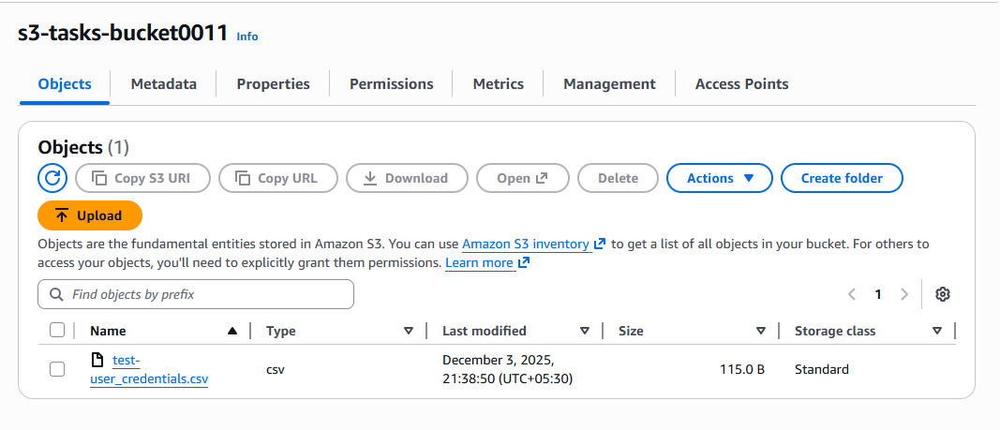 s3-tasks-bucket0011 Info
Objects Metadata Properties Permissions Metrics Management Access Points
Objects (1)
Copy S3 URI Copy URL Download Open Delete Actions Create folder
Upload
Objects are the fundamental entities stored in Amazon S3. You can use Amazon S3 inventory to get a list of all objects in your bucket. For others to
access your objects, you'll need to explicitly grant them permissions. Learn more
Find objects by prefix 1
Name Type Last modified Size Storage class
test- December 3, 2025,
csv 115.0 B Standard
user_credentials.csv 21:38:50 (UTC+05:30)